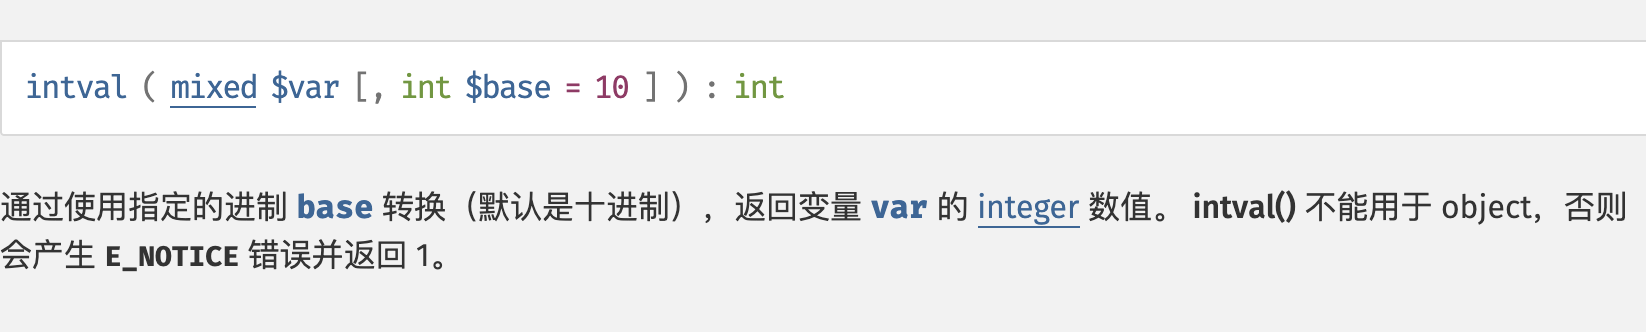 intval ( mixed $var [, int $base = 10 ] ) : int
通过使用指定的进制 base 转换（默认是十进制），返回变量 var 的 integer 数值。 intval() 不能用于 object，否则
会产生 E_NOTICE 错误并返回 1。